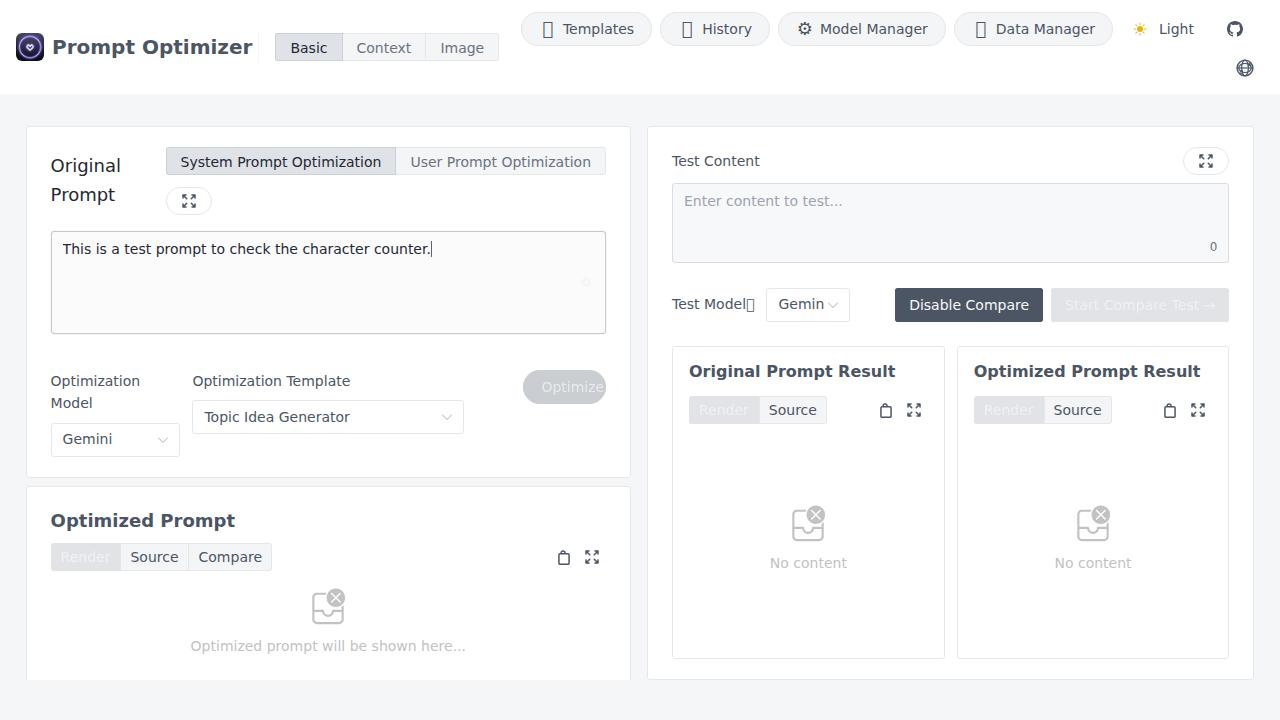 Prompt Optimizer
Basic
Context
Image
Templates
History
Model Manager
Data Manager
Light
Original Prompt
System Prompt Optimization
User Prompt Optimization
This is a test prompt to check the character counter.
Optimization Model
Gemini
Optimization Template
Topic Idea Generator
Optimize
Optimized Prompt
Render
Source
Compare
Optimized prompt will be shown here...
Test Content
Enter content to test...
0
Test Model
Gemin
Disable Compare
Start Compare Test →
Original Prompt Result
Render
Source
No content
Optimized Prompt Result
Render
Source
No content